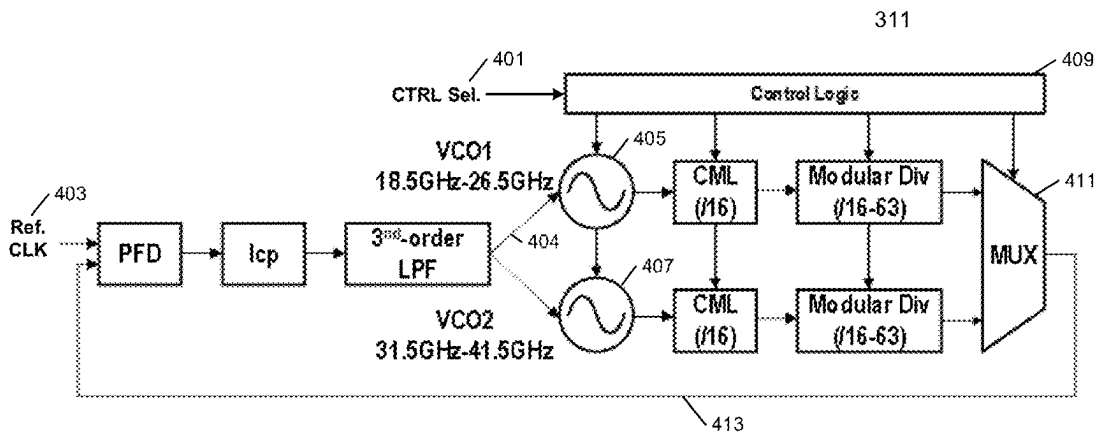 311
401
409
CTRL Sel.
Control Logic
VCO1
18.5GHz-26.5GHz
405
CML
(/16)
Modular Div
(/16-63)
411
403
Ref.
CLK
PFD
Icp
3rd-order
LPF
404
MUX
407
VCO2
31.5GHz-41.5GHz
CML
(/16)
Modular Div
(/16-63)
413